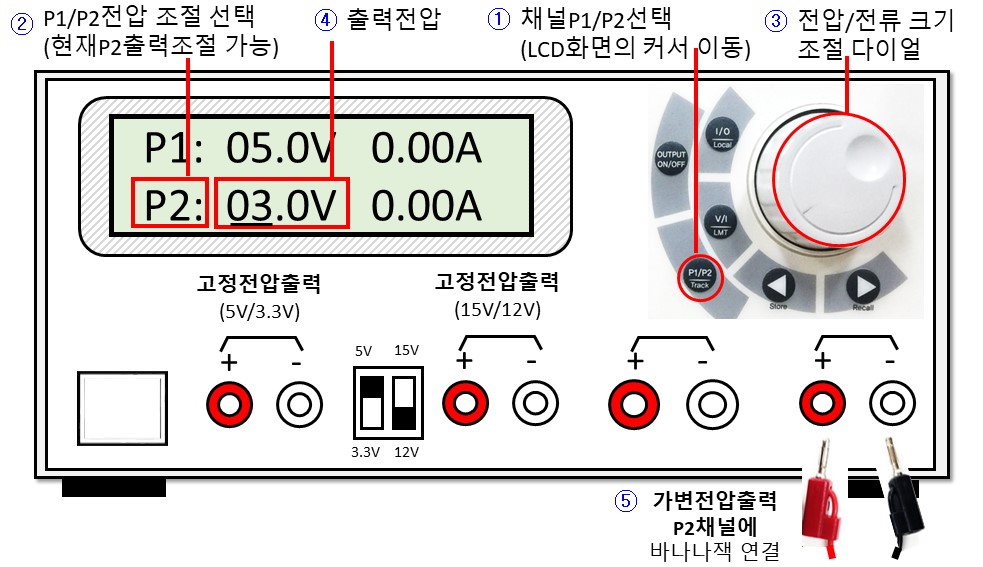 ② P1/P2전압 조절 선택
(현재P2출력조절 가능)
④ 출력전압
① 채널P1/P2선택
(LCD화면의 커서 이동)
③ 전압/전류 크기
조절 다이얼
P1: 05.0V 0.00A
P2: 03.0V 0.00A
OUTPUT
ON/OFF
I/O
Local
V/I
LMT
P1/P2
Track
Store
Recall
고정전압출력
(5V/3.3V)
고정전압출력
(15V/12V)
+ -
5V 15V
3.3V 12V
+ -
+ -
+ -
⑤ 가변전압출력
P2채널에
바나나잭 연결